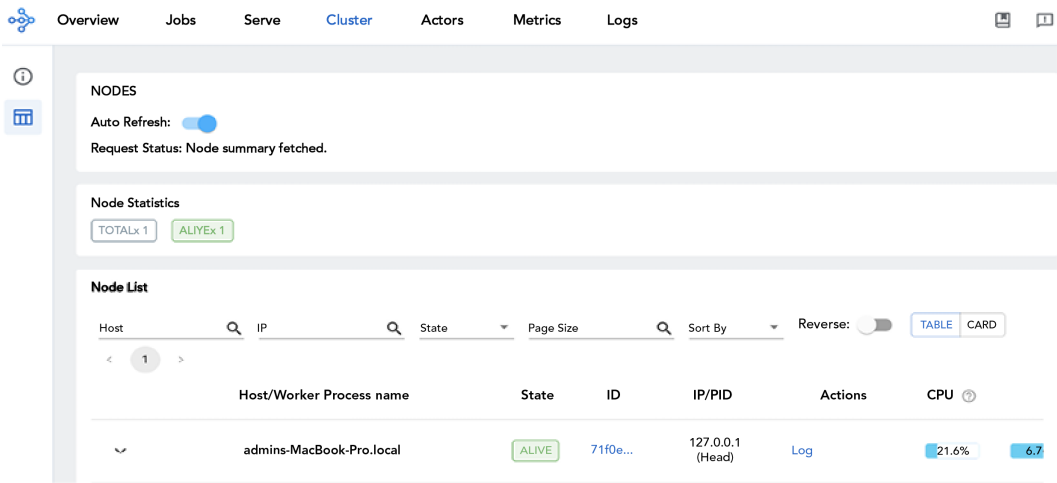 Overview Jobs Serve Cluster Actors Metrics Logs
NODES
Auto Refresh:
Request Status: Node summary fetched.
Node Statistics
TOTALx 1 ALIYEx 1
Node List
Host IP State Page Size Sort By Reverse: TABLE CARD
< 1 >
Host/Worker Process name State ID IP/PID Actions CPU ?
admins-MacBook-Pro.local ALIVE 71f0e... 127.0.0.1 (Head) Log 21.6% 6.7